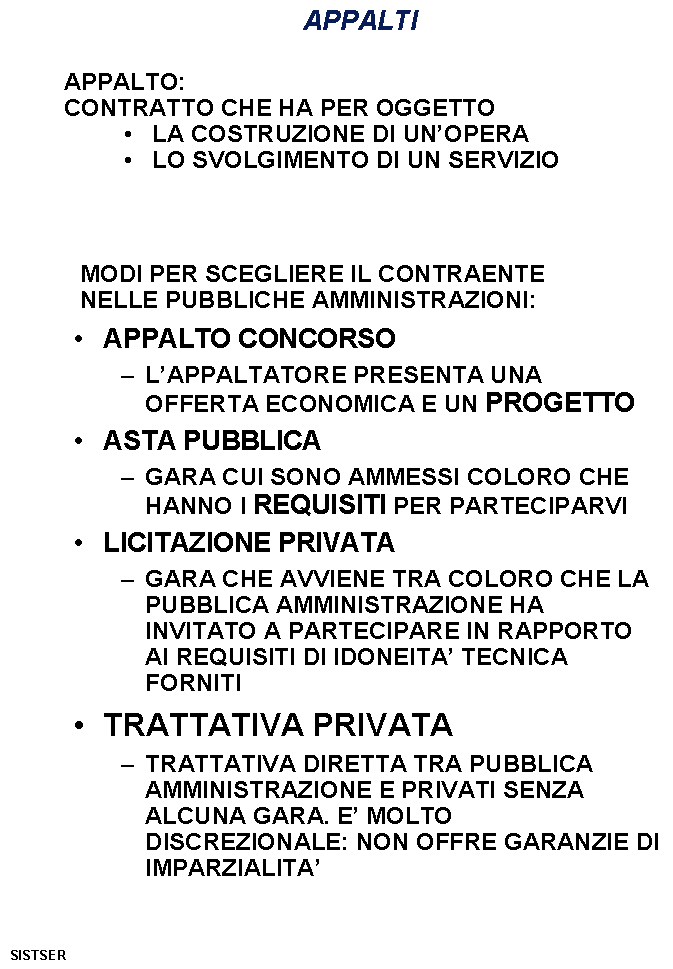 APPALTI
APPALTO:
CONTRATTO CHE HA PER OGGETTO
• LA COSTRUZIONE DI UN'OPERA
• LO SVOLGIMENTO DI UN SERVIZIO
MODI PER SCEGLIERE IL CONTRAENTE
NELLE PUBBLICHE AMMINISTRAZIONI:
• APPALTO CONCORSO
– L'APPALTATORE PRESENTA UNA
OFFERTA ECONOMICA E UN PROGETTO
• ASTA PUBBLICA
– GARA CUI SONO AMMESSI COLORO CHE
HANNO I REQUISITI PER PARTECIPARVI
• LICITAZIONE PRIVATA
– GARA CHE AVVIENE TRA COLORO CHE LA
PUBBLICA AMMINISTRAZIONE HA
INVITATO A PARTECIPARE IN RAPPORTO
AI REQUISITI DI IDONEITA' TECNICA
FORNITI
• TRATTATIVA PRIVATA
– TRATTATIVA DIRETTA TRA PUBBLICA
AMMINISTRAZIONE E PRIVATI SENZA
ALCUNA GARA. E' MOLTO
DISCREZIONALE: NON OFFRE GARANZIE DI
IMPARZIALITA'
SISTSER